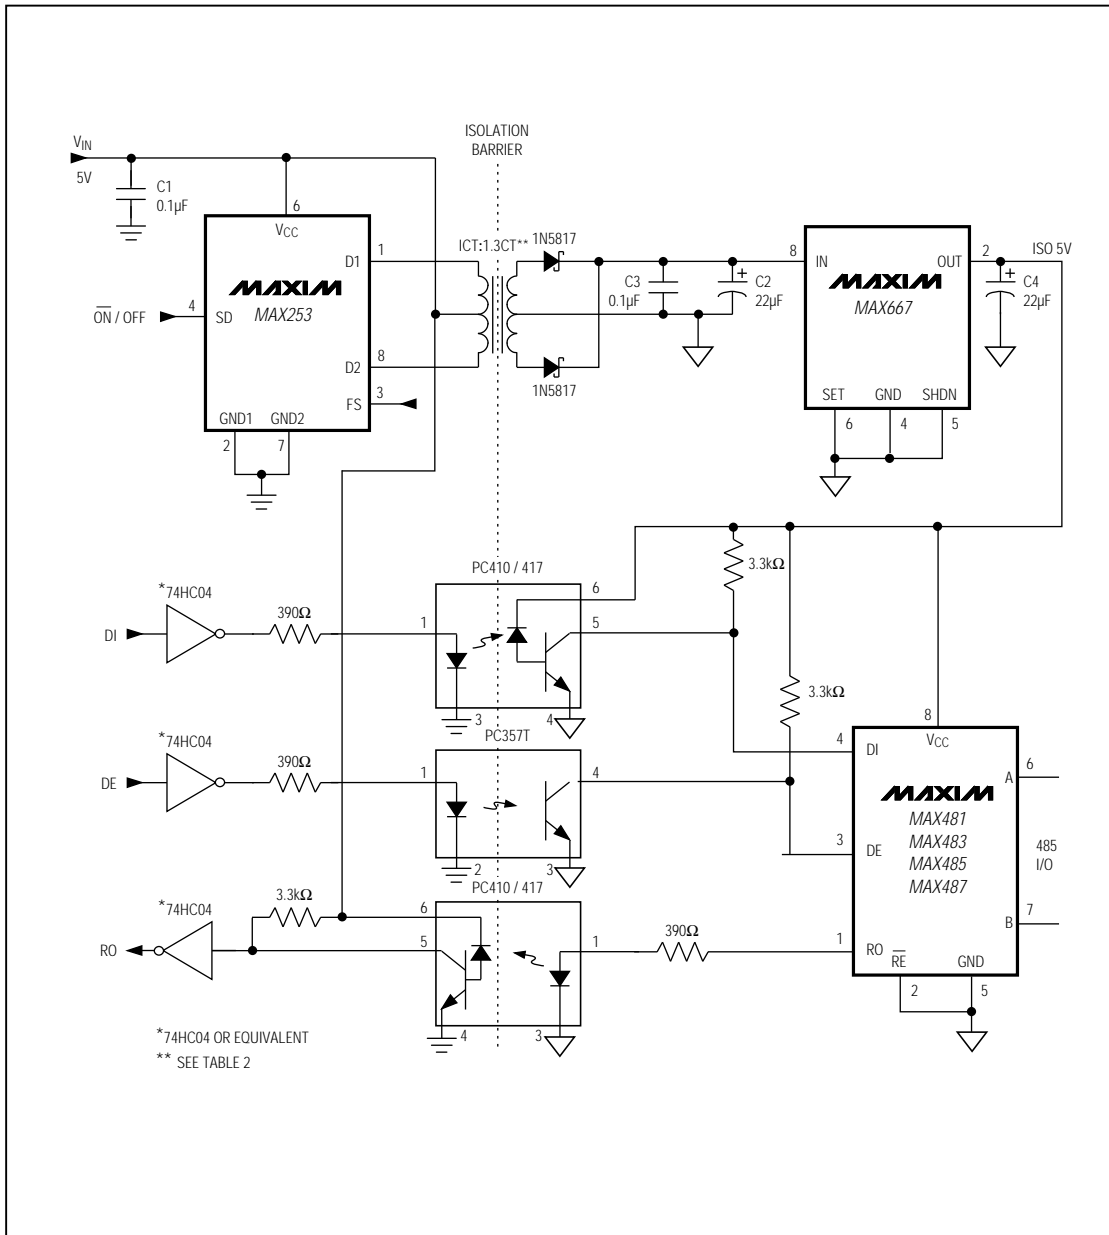 ISOLATION
BARRIER
VIN
5V
C1
0.1µF
6
VCC
D1
1
MAXIM
MAX253
ON / OFF
4
SD
D2
8
FS
3
GND1
GND2
2
7
ICT:1.3CT**
1N5817
1N5817
C3
0.1µF
C2
22µF
+
8
IN
OUT
2
ISO 5V
MAXIM
MAX667
+
C4
22µF
SET
GND
SHDN
6
4
5
PC410 / 417
*74HC04
DI
390Ω
1
6
5
3
4
3.3kΩ
3.3kΩ
PC357T
*74HC04
DE
390Ω
1
4
2
3
PC410 / 417
*74HC04
RO
3.3kΩ
6
5
4
1
3
390Ω
8
VCC
4
DI
3
DE
1
RO
RE
GND
2
5
MAXIM
MAX481
MAX483
MAX485
MAX487
A
6
485
I/O
B
7
*74HC04 OR EQUIVALENT
** SEE TABLE 2